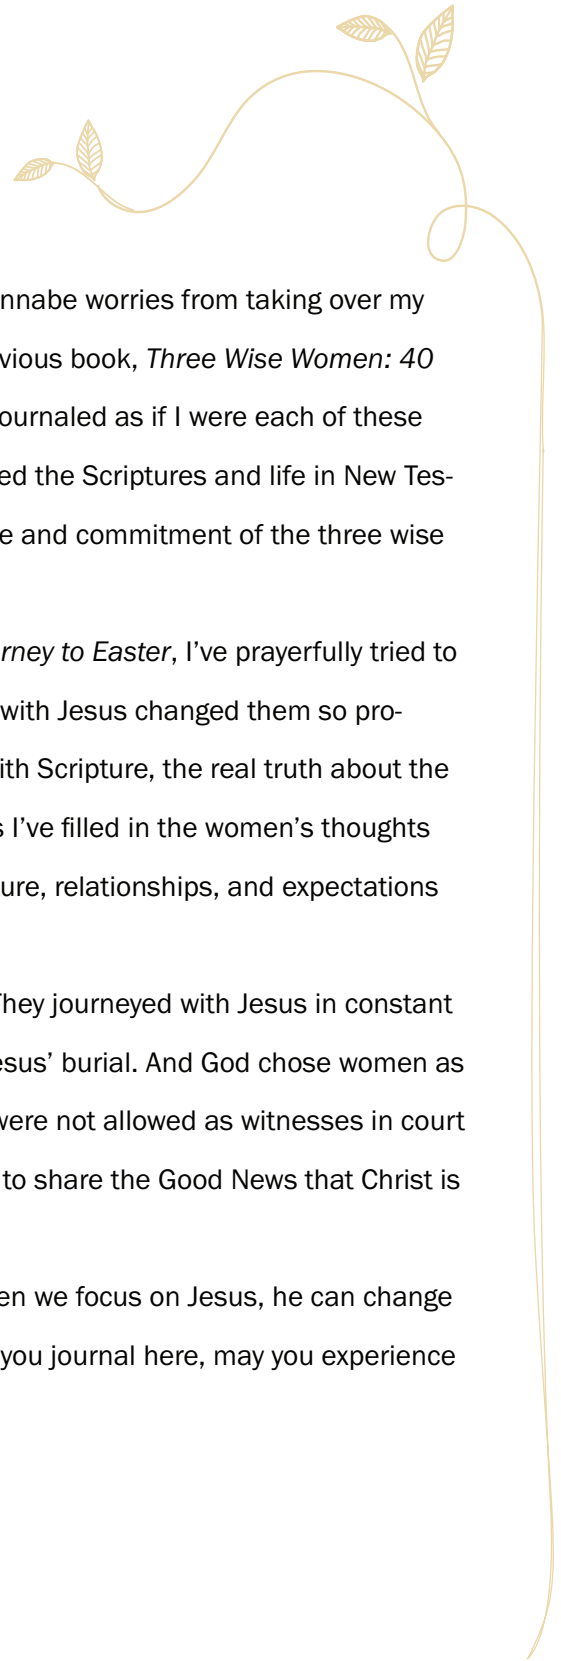 nnabe worries from taking over my
vious book, Three Wise Women: 40
ournaled as if I were each of these
ed the Scriptures and life in New Tes-
e and commitment of the three wise
rney to Easter, I’ve prayerfully tried to
with Jesus changed them so pro-
ith Scripture, the real truth about the
s I’ve filled in the women’s thoughts
ure, relationships, and expectations
They journeyed with Jesus in constant
esus’ burial. And God chose women as
were not allowed as witnesses in court
to share the Good News that Christ is
en we focus on Jesus, he can change
you journal here, may you experience